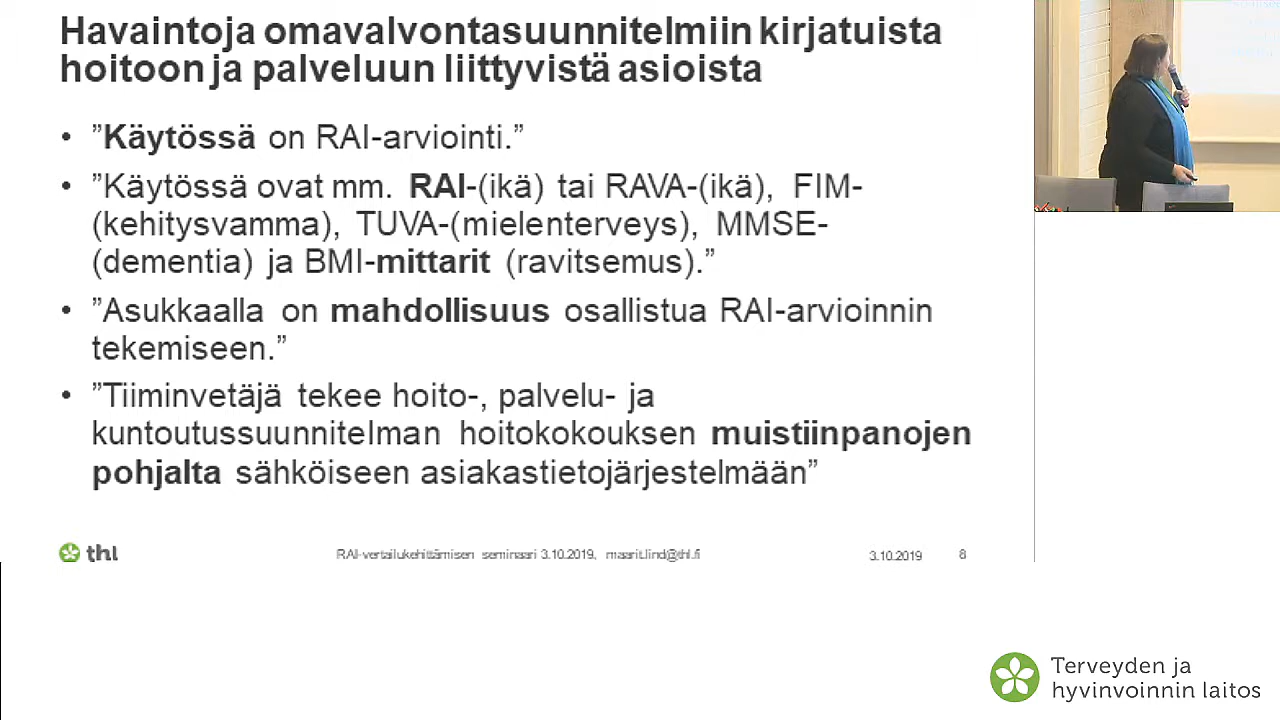 Havaintoja omavalvontasuunnitelmiin kirjatuista
hoitoon ja palveluun liittyvistä asioista
• ”Käytössä on RAI-arviointi.”
• ”Käytössä ovat mm. RAI-(ikä) tai RAVA-(ikä), FIM-
(kehitysvamma), TUVA-(mielenterveys), MMSE-
(dementia) ja BMI-mittarit (ravitsemus).”
• ”Asukkaalla on mahdollisuus osallistua RAI-arvioinnin
tekemiseen.”
• ”Tiiminvetäjä tekee hoito-, palvelu- ja
kuntoutussuunnitelman hoitokokouksen muistiinpanojen
pohjalta sähköiseen asiakastietojärjestelmään”
thl
RAI-vertailukehittämisen seminaari 3.10.2019, maarit.lind@thl.fi
3.10.2019
8
Terveyden ja
hyvinvoinnin laitos